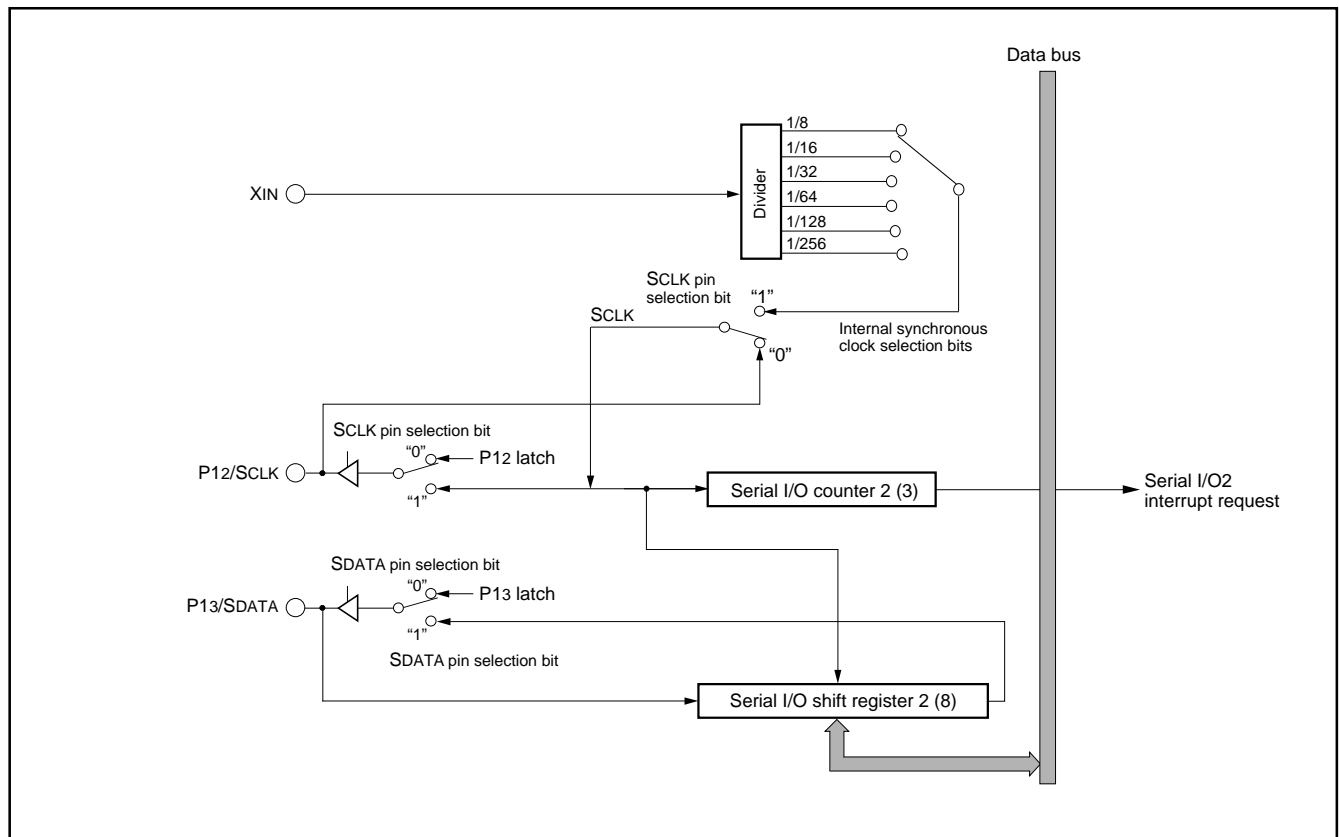 Data bus
1/8
1/16
1/32
1/64
1/128
1/256
Divider
XIN
SCLK pin
selection bit
"1"
SCLK
Internal synchronous
clock selection bits
"0"
SCLK pin selection bit
"0"
P12 latch
P12/SCLK
"1"
Serial I/O counter 2 (3)
Serial I/O2
interrupt request
SDATA pin selection bit
"0"
P13 latch
P13/SDATA
"1"
SDATA pin selection bit
Serial I/O shift register 2 (8)